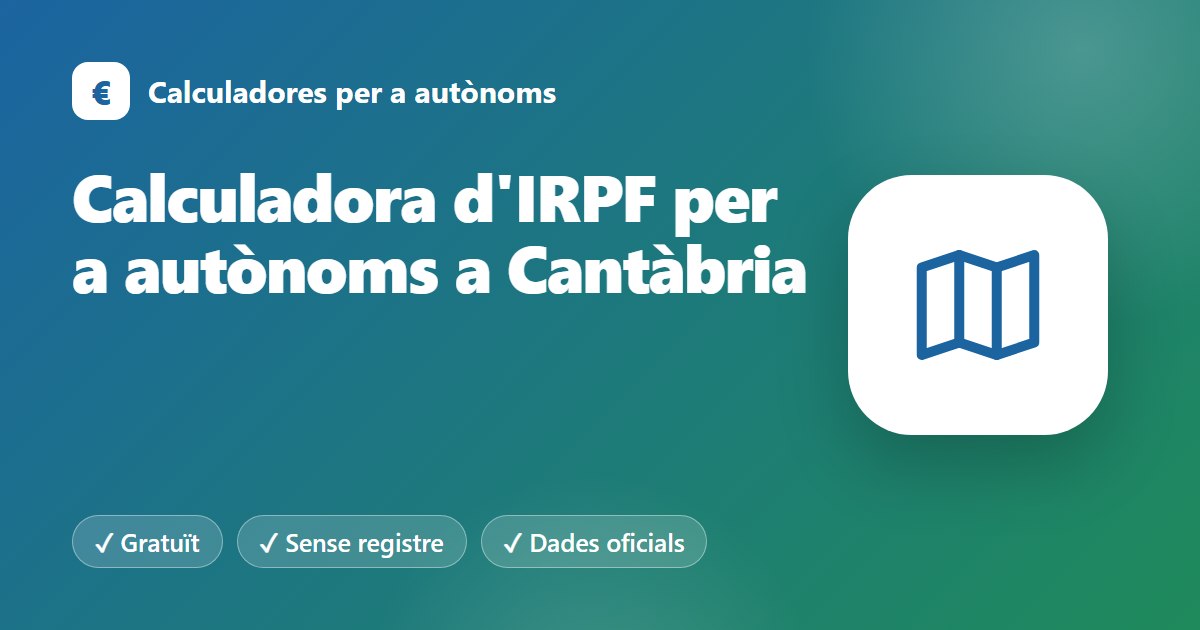 €
Calculadores per a autònoms
Calculadora d'IRPF per
a autònoms a Cantàbria
✓ Gratuït
✓ Sense registre
✓ Dades oficials